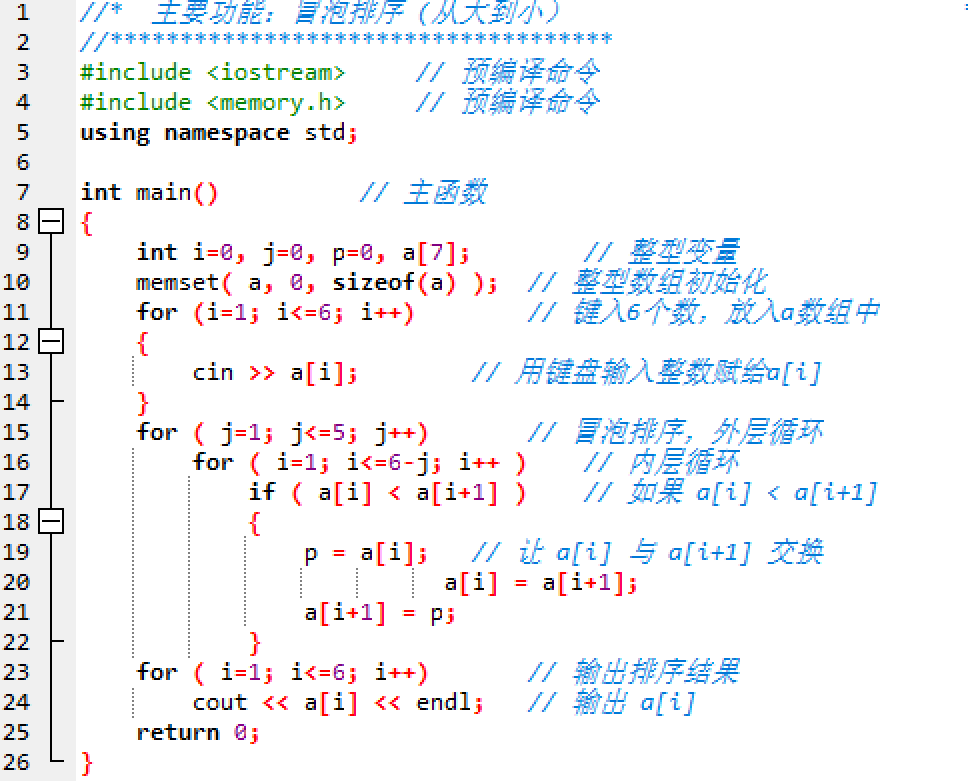 1 //* 主要功能：冒泡排序（从大到小） *
2 //************************************
3 #include <iostream> // 预编译命令
4 #include <memory.h> // 预编译命令
5 using namespace std;
6
7 int main() // 主函数
8 {
9 int i=0, j=0, p=0, a[7]; // 整型变量
10 memset( a, 0, sizeof(a) ); // 整型数组初始化
11 for (i=1; i<=6; i++) // 键入6个数，放入a数组中
12 {
13 cin >> a[i]; // 用键盘输入整数赋给a[i]
14 }
15 for ( j=1; j<=5; j++) // 冒泡排序，外层循环
16 for ( i=1; i<=6-j; i++ ) // 内层循环
17 if ( a[i] < a[i+1] ) // 如果 a[i] < a[i+1]
18 {
19 p = a[i]; // 让 a[i] 与 a[i+1] 交换
20 a[i] = a[i+1];
21 a[i+1] = p;
22 }
23 for ( i=1; i<=6; i++) // 输出排序结果
24 cout << a[i] << endl; // 输出 a[i]
25 return 0;
26 }